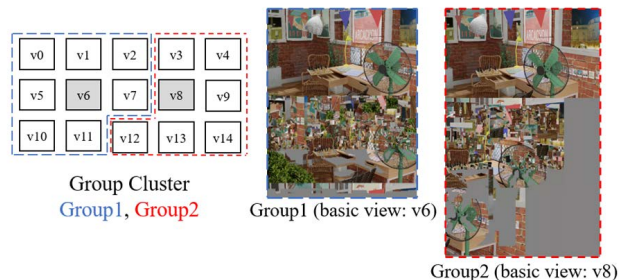 v0 v1 v2 v3 v4
v5 v6 v7 v8 v9
v10 v11 v12 v13 v14
Group Cluster
Group1, Group2
Group1 (basic view: v6)
Group2 (basic view: v8)